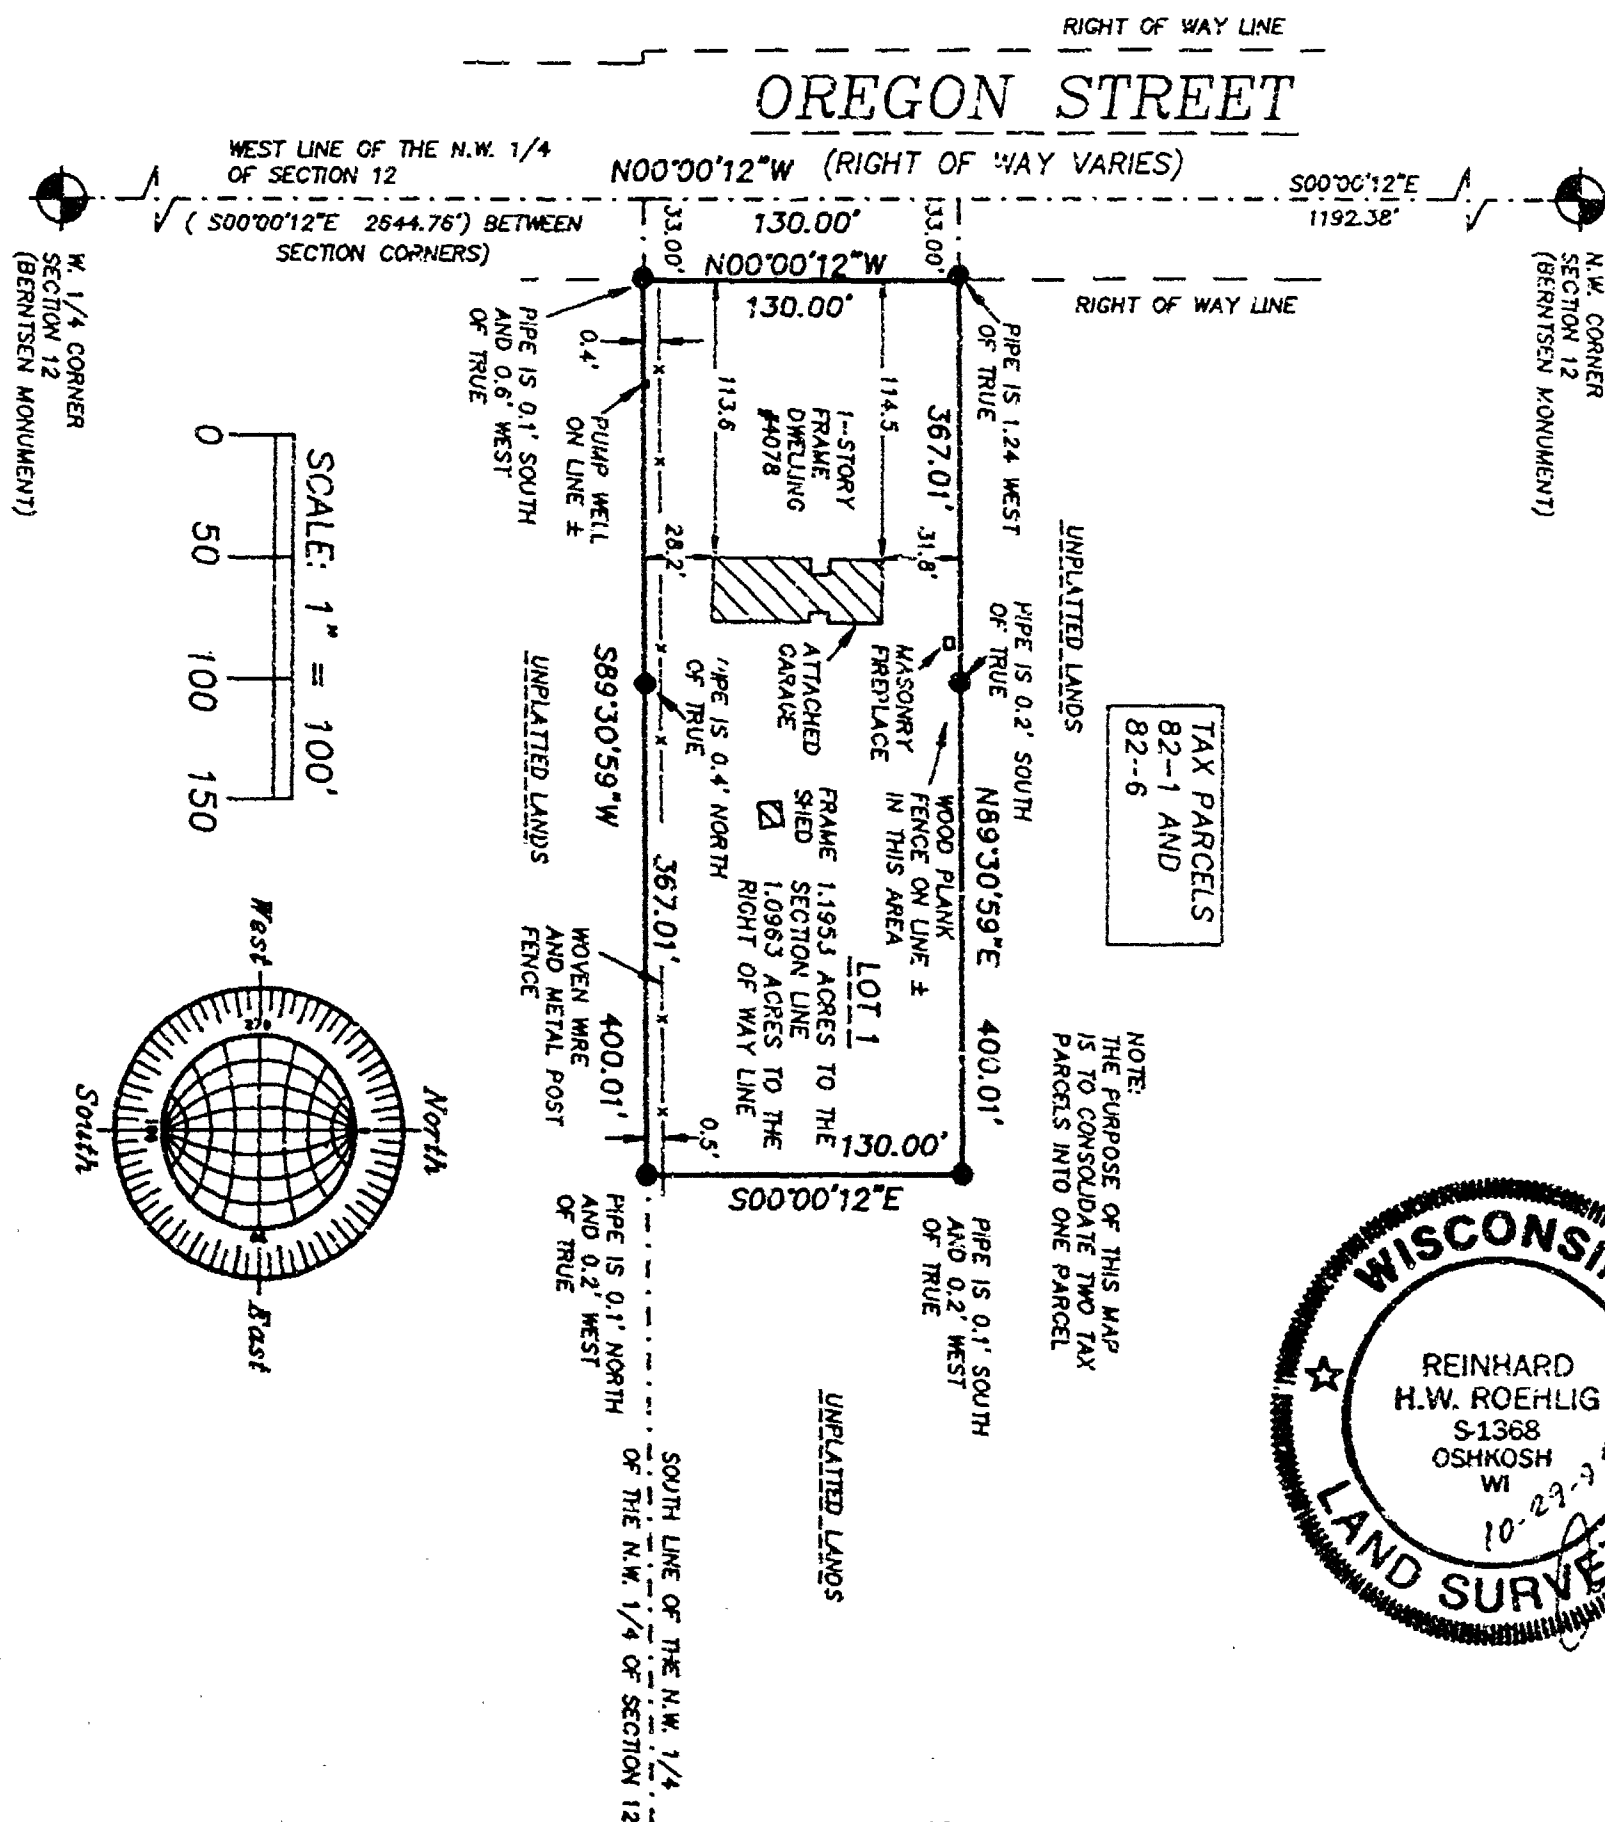 RIGHT OF WAY LINE
OREGON STREET
WEST LINE OF THE N.W. 1/4
OF SECTION 12
N00°00'12"W
(RIGHT OF WAY VARIES)
S00°00'12"E
1192.38'
( S00°00'12"E 2644.76') BETWEEN
SECTION CORNERS)
33.00'
130.00'
33.00'
N00°00'12"W
130.00'
RIGHT OF WAY LINE
W. 1/4 CORNER
SECTION 12
(BERNTSEN MONUMENT)
N.W. CORNER
SECTION 12
(BERNTSEN MONUMENT)
PIPE IS 0.1' SOUTH
AND 0.6' WEST
OF TRUE
0.4'
PUMP WELL
ON LINE ±
113.6
114.5
1-STORY
FRAME
DWELLING
#4078
367.01'
PIPE IS 1.24 WEST
OF TRUE
28.2'
31.8'
UNPLATTED LANDS
PIPE IS 0.2' SOUTH
OF TRUE
MASONRY
FIREPLACE
ATTACHED
GARAGE
PIPE IS 0.4' NORTH
OF TRUE
S89°30'59"W
UNPLATTED LANDS
TAX PARCELS
82-1 AND
82--6
SCALE: 1" = 100'
0 50 100 150
WOOD PLANK
FENCE ON LINE ±
IN THIS AREA
N89°30'59"E
400.01'
FRAME
SHED
LOT 1
1.1953 ACRES TO THE
SECTION LINE
1.0963 ACRES TO THE
RIGHT OF WAY LINE
367.01'
WOVEN WIRE
AND METAL POST
FENCE
400.01'
0.5'
130.00'
S00°00'12"E
NOTE:
THE PURPOSE OF THIS MAP
IS TO CONSOLIDATE TWO TAX
PARCELS INTO ONE PARCEL
West
270
North
South
180
East
PIPE IS 0.1' NORTH
AND 0.2' WEST
OF TRUE
PIPE IS 0.1' SOUTH
AND 0.2' WEST
OF TRUE
UNPLATTED LANDS
SOUTH LINE OF THE N.W. 1/4
OF THE N.W. 1/4 OF SECTION 12
WISCONSI
REINHARD
H.W. ROEHLIG
S-1368
OSHKOSH
WI
10-29-9
LAND SURVE